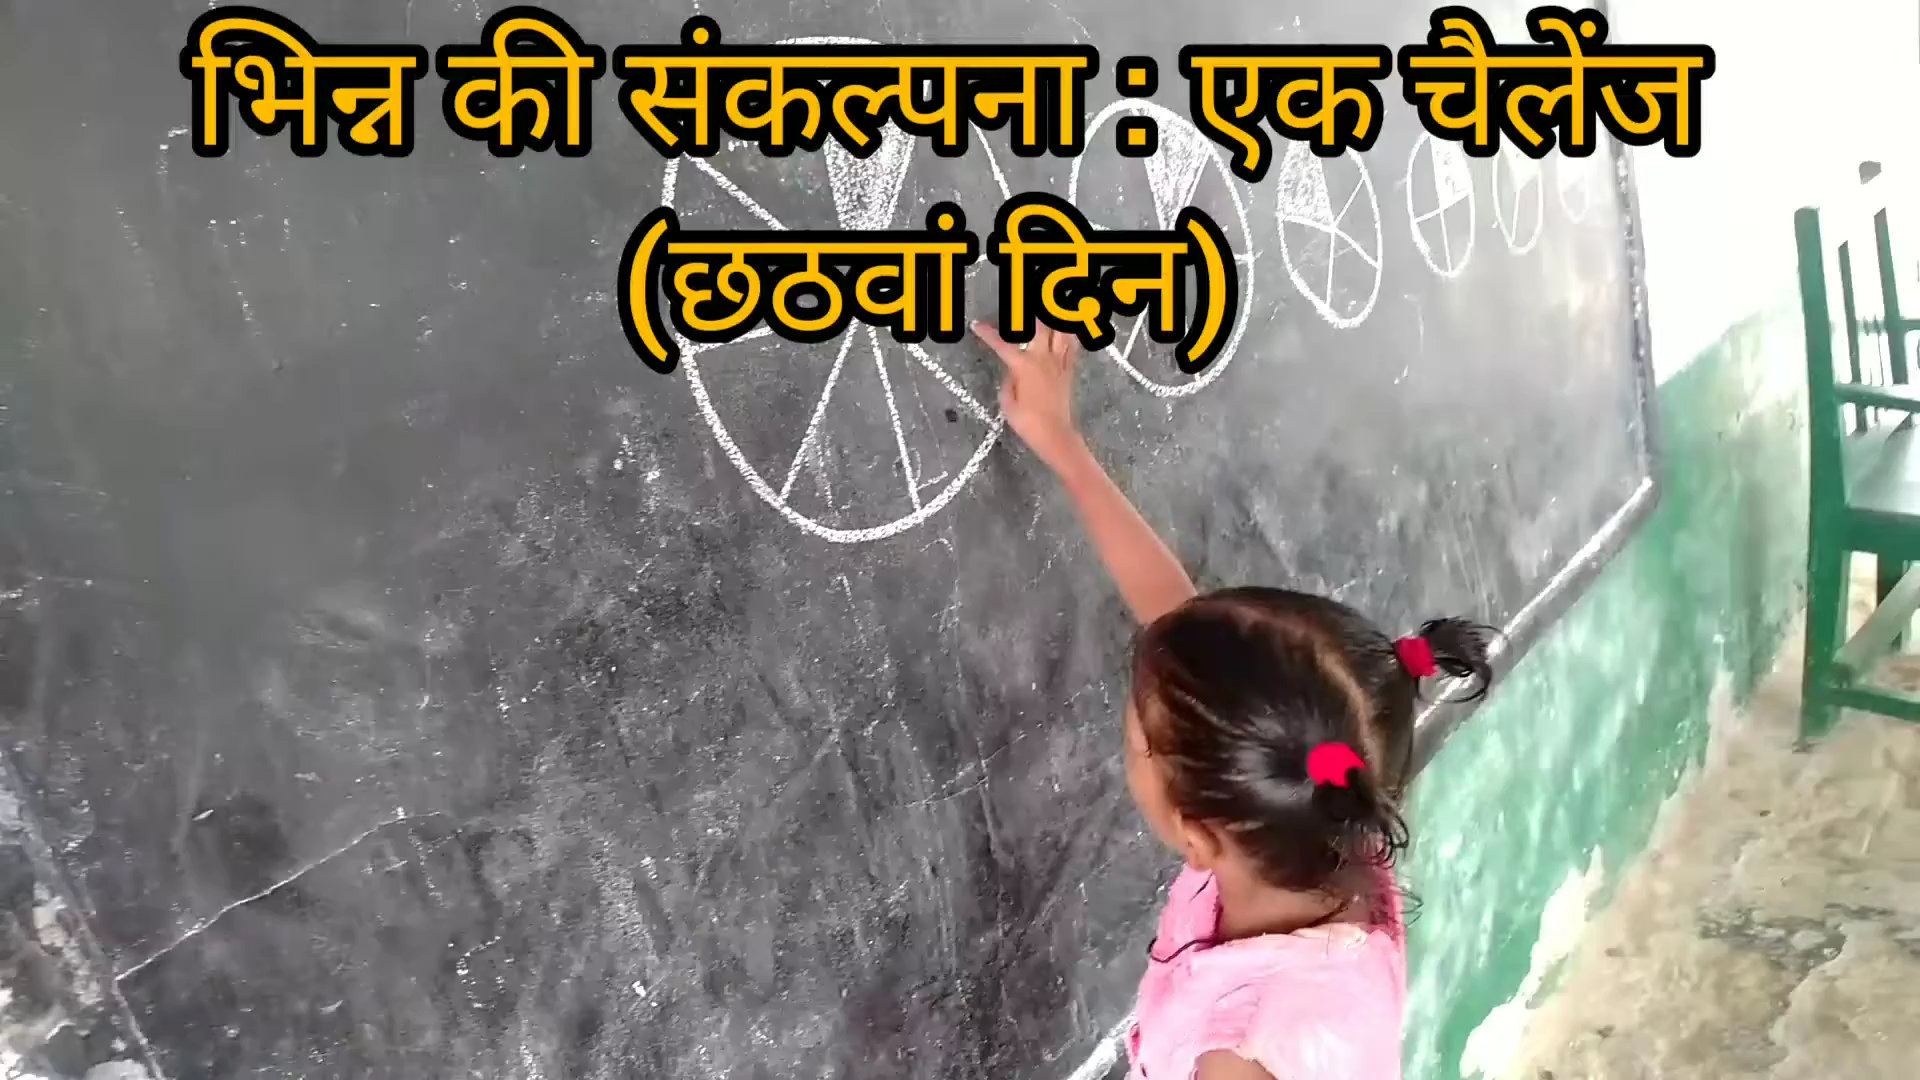 भिन्न की संकल्पना : एक चैलेंज
(छठवां दिन)